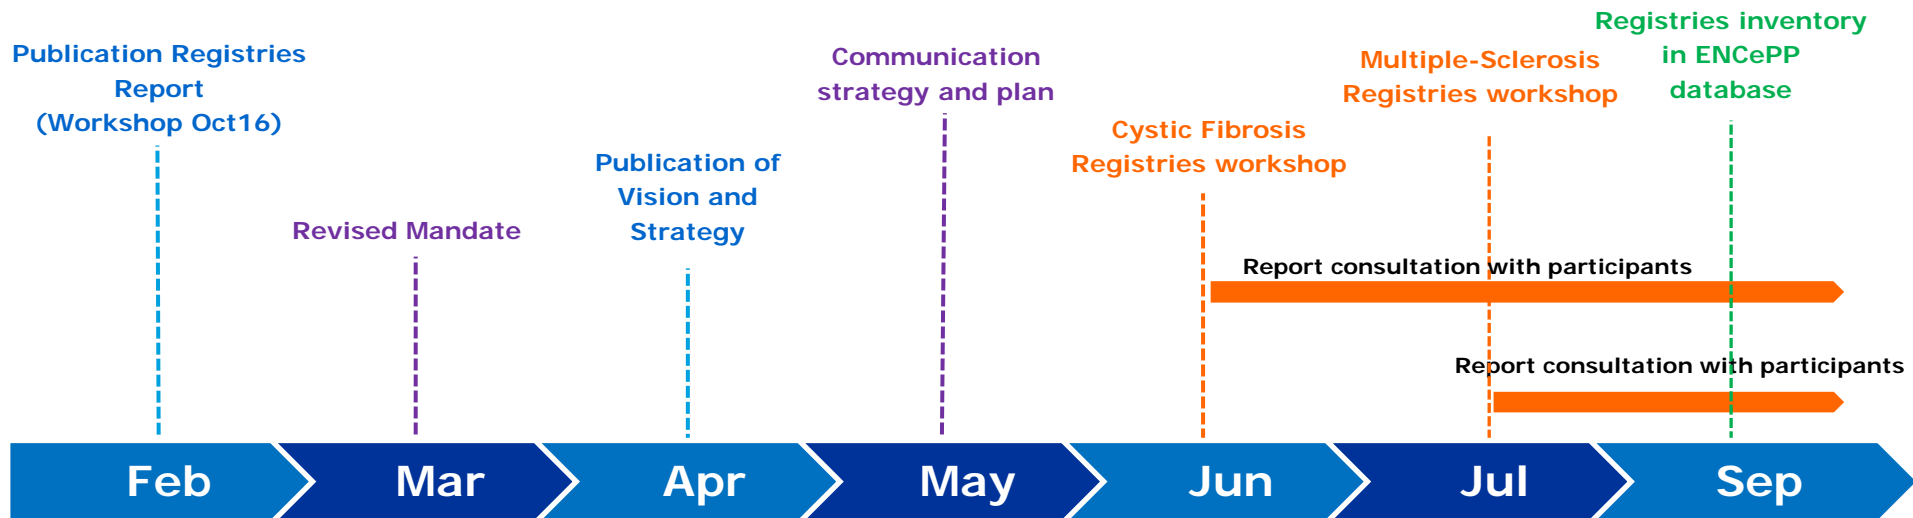 Publication Registries
Report
(Workshop Oct16)
Revised Mandate
Publication of
Vision and
Strategy
Communication
strategy and plan
Cystic Fibrosis
Registries workshop
Multiple-Sclerosis
Registries workshop
Registries inventory
in ENCePP
database
Report consultation with participants
Report consultation with participants
Feb
Mar
Apr
May
Jun
Jul
Sep